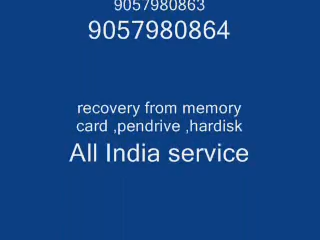 9057980863
9057980864
recovery from memory
card ,pendrive ,hardisk
All India service